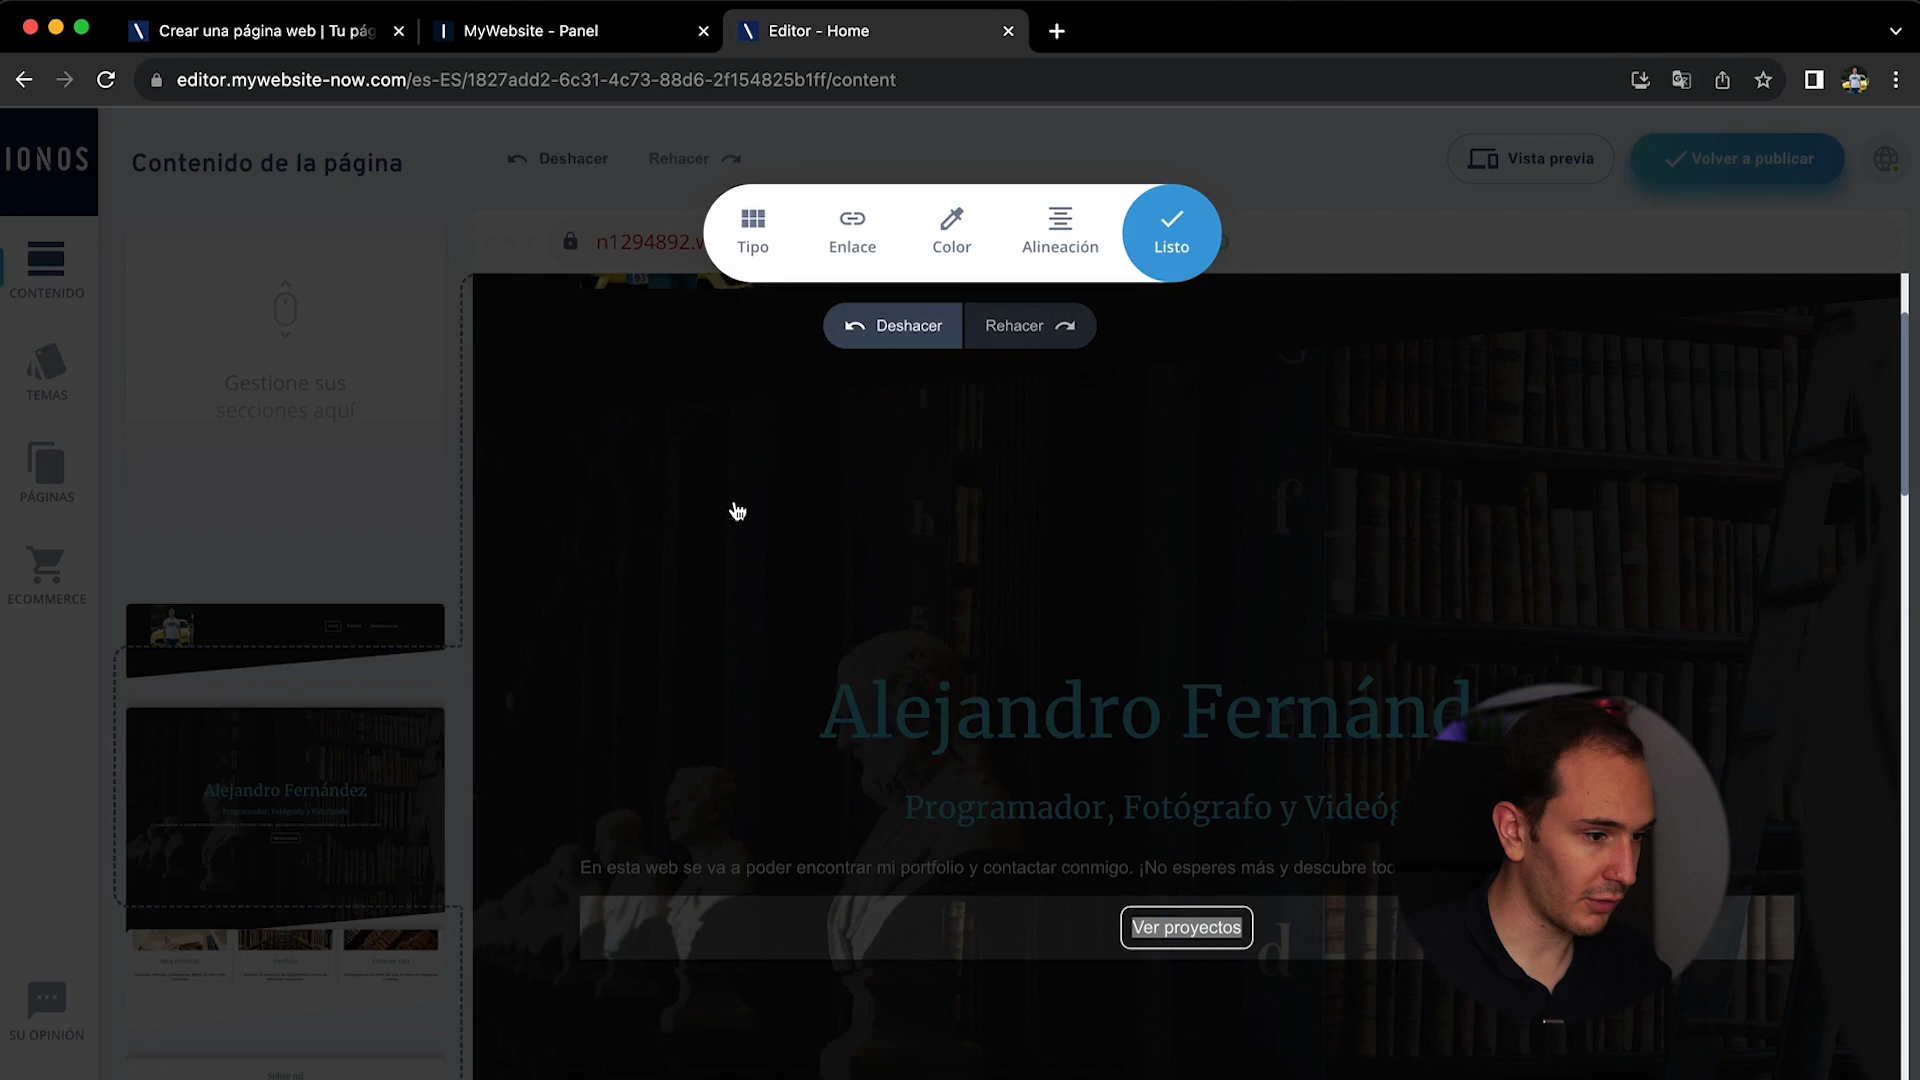 Crear una página web | Tu pág
MyWebsite - Panel
Editor - Home
editor.mywebsite-now.com/es-ES/1827add2-6c31-4c73-88d6-2f154825b1ff/content
IONOS
Contenido de la página
Deshacer
Rehacer
Vista previa
Volver a publicar
n1294892.
Tipo
Enlace
Color
Alineación
Listo
Deshacer
Rehacer
CONTENIDO
TEMAS
PÁGINAS
ECOMMERCE
SU OPINIÓN
Gestione sus
secciones aquí
Alejandro Fernández
Programador, Fotógrafo y Videógrafo
Sobre mí
g
l
h
f
g
d
Alejandro Fernánd
Programador, Fotógrafo y Videóg
En esta web se va a poder encontrar mi portfolio y contactar conmigo. ¡No esperes más y descubre tod
Ver proyectos